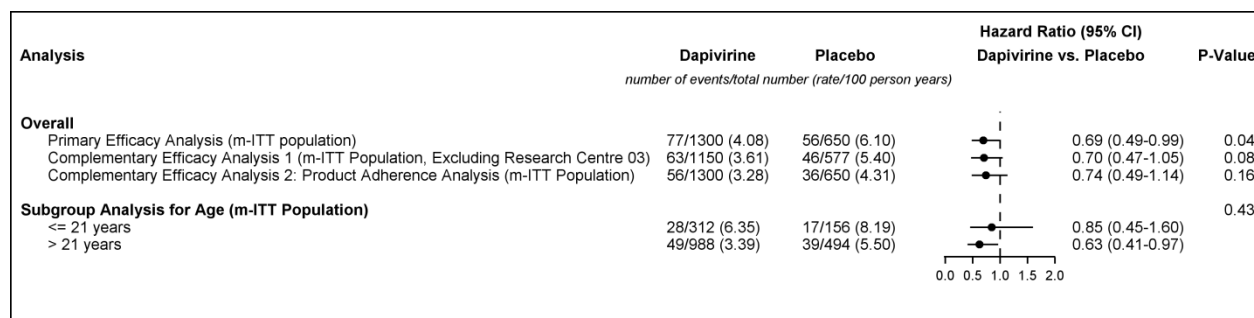 Hazard Ratio (95% CI)
Analysis Dapivirine Placebo Dapivirine vs. Placebo P-Value
number of events/total number (rate/100 person years)
Overall
Primary Efficacy Analysis (m-ITT population) 77/1300 (4.08) 56/650 (6.10) 0.69 (0.49-0.99) 0.04
Complementary Efficacy Analysis 1 (m-ITT Population, Excluding Research Centre 03) 63/1150 (3.61) 46/577 (5.40) 0.70 (0.47-1.05) 0.08
Complementary Efficacy Analysis 2: Product Adherence Analysis (m-ITT Population) 56/1300 (3.28) 36/650 (4.31) 0.74 (0.49-1.14) 0.16
Subgroup Analysis for Age (m-ITT Population) 0.43
<= 21 years 28/312 (6.35) 17/156 (8.19) 0.85 (0.45-1.60)
> 21 years 49/988 (3.39) 39/494 (5.50) 0.63 (0.41-0.97)
0.0 0.5 1.0 1.5 2.0